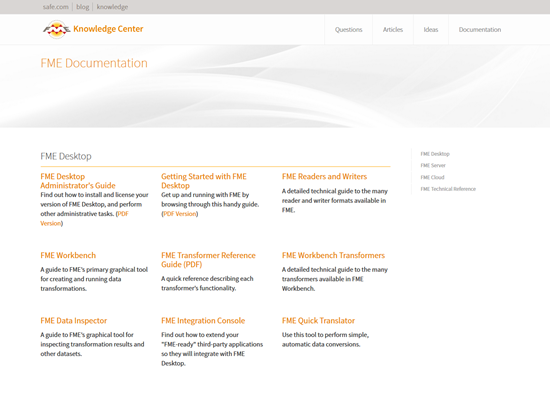 safe.com blog knowledge
Knowledge Center
Questions Articles Ideas Documentation
FME Documentation
FME Desktop
FME Desktop
Administrator's Guide
Find out how to install and license your
version of FME Desktop, and perform
other administrative tasks. (PDF
Version)
Getting Started with FME
Desktop
Get up and running with FME by
browsing through this handy guide.
(PDF Version)
FME Readers and Writers
A detailed technical guide to the many
reader and writer formats available in
FME.
FME Workbench
A guide to FME's primary graphical tool
for creating and running data
transformations.
FME Transformer Reference
Guide (PDF)
A quick reference describing each
transformer's functionality.
FME Workbench Transformers
A detailed technical guide to the many
transformers available in FME
Workbench.
FME Data Inspector
A guide to FME's graphical tool for
inspecting transformation results and
other datasets.
FME Integration Console
Find out how to extend your
"FME-ready" third-party applications
so they will integrate with FME
Desktop.
FME Quick Translator
Use this tool to perform simple,
automatic data conversions.
FME Desktop
FME Server
FME Cloud
FME Technical Reference